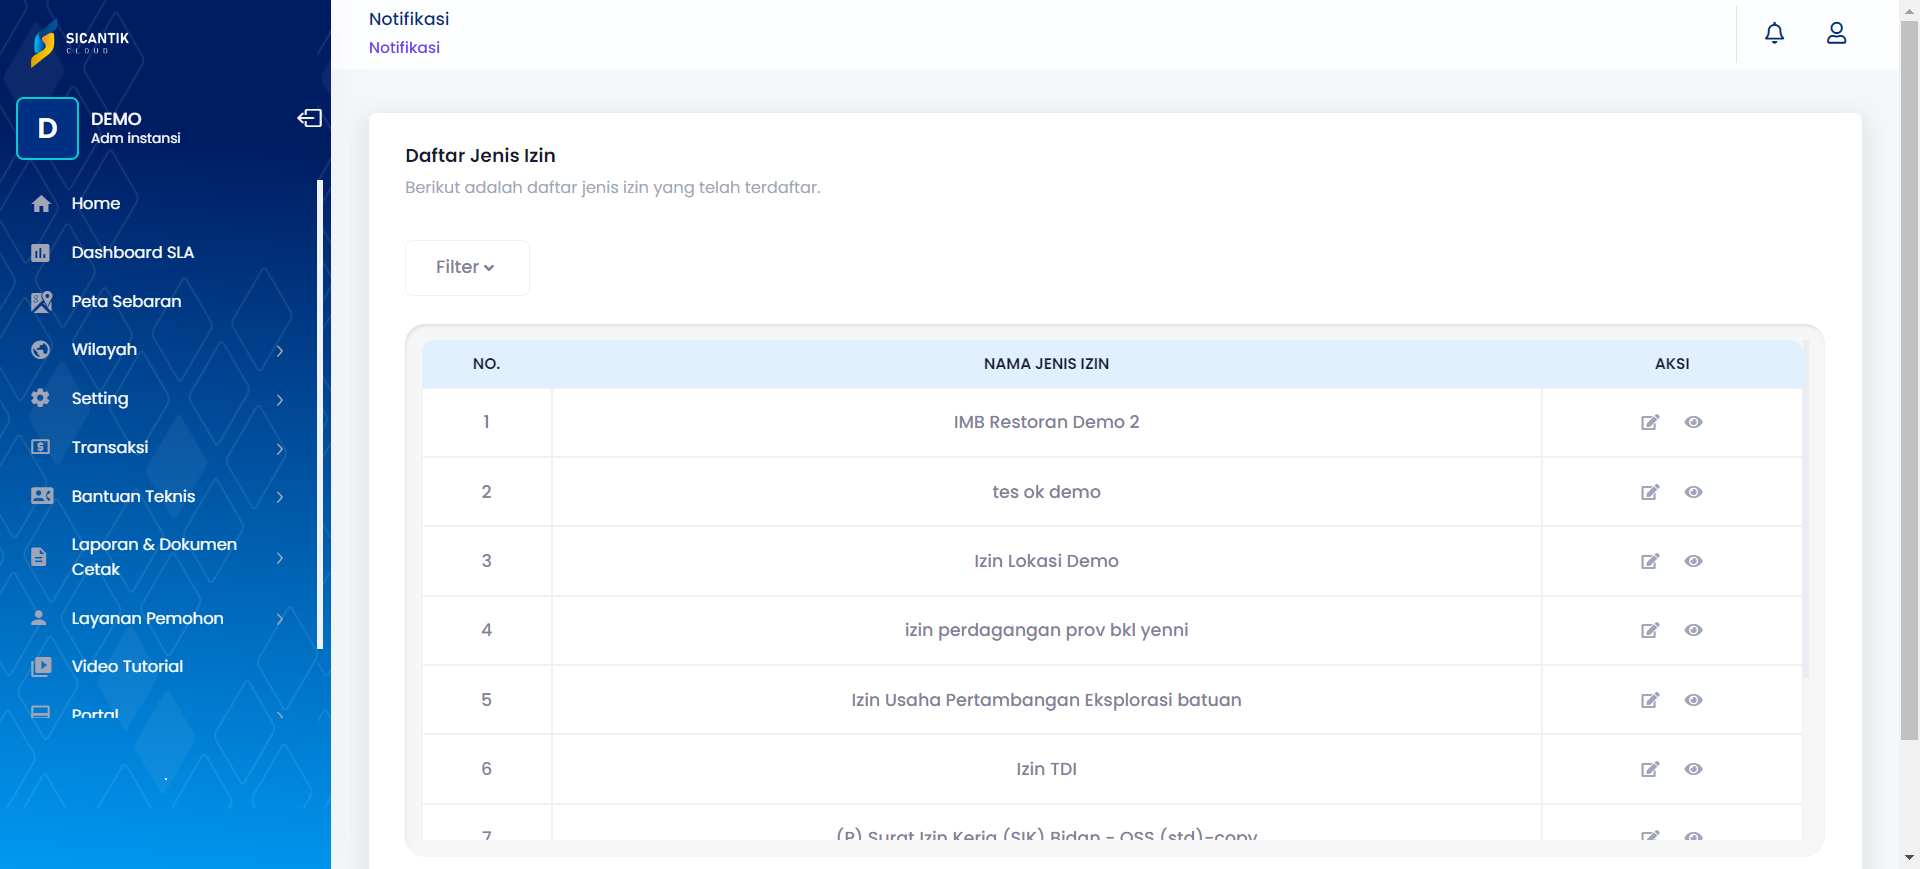 SICANTIK
CLOUD
D
DEMO
Adm instansi
Home
Dashboard SLA
Peta Sebaran
Wilayah
Setting
Transaksi
Bantuan Teknis
Laporan & Dokumen
Cetak
Layanan Pemohon
Video Tutorial
Portal
Notifikasi
Notifikasi
Daftar Jenis Izin
Berikut adalah daftar jenis izin yang telah terdaftar.
Filter
NO. NAMA JENIS IZIN AKSI
1 IMB Restoran Demo 2
2 tes ok demo
3 Izin Lokasi Demo
4 izin perdagangan prov bkl yenni
5 Izin Usaha Pertambangan Eksplorasi batuan
6 Izin TDI
7 (P) Surat Izin Kerja (SIK) Bidan - OSS (std)-copy